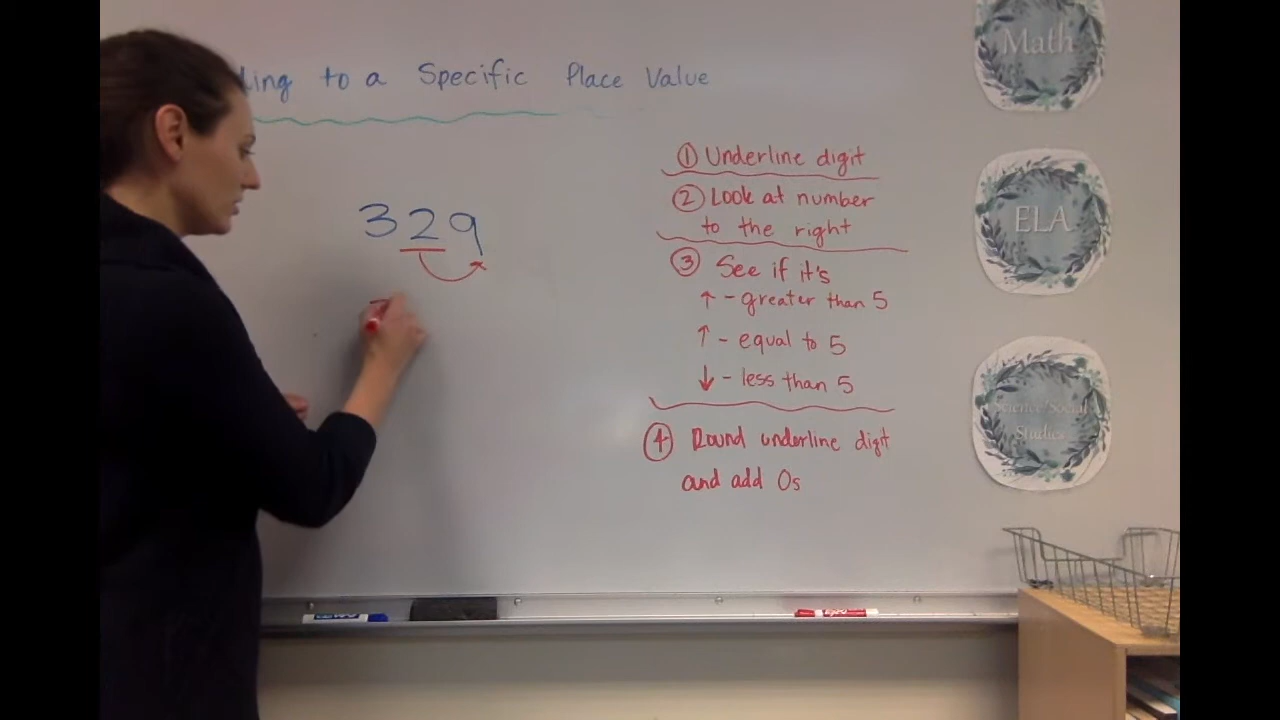 to a Specific Place Value
329
① Underline digit
② Look at number
to the right
③ See if it's
↑ - greater than 5
↑ - equal to 5
↓ - less than 5
④ Round underline digit
and add 0s
Math
ELA
Science/Social
Studies
EXPO